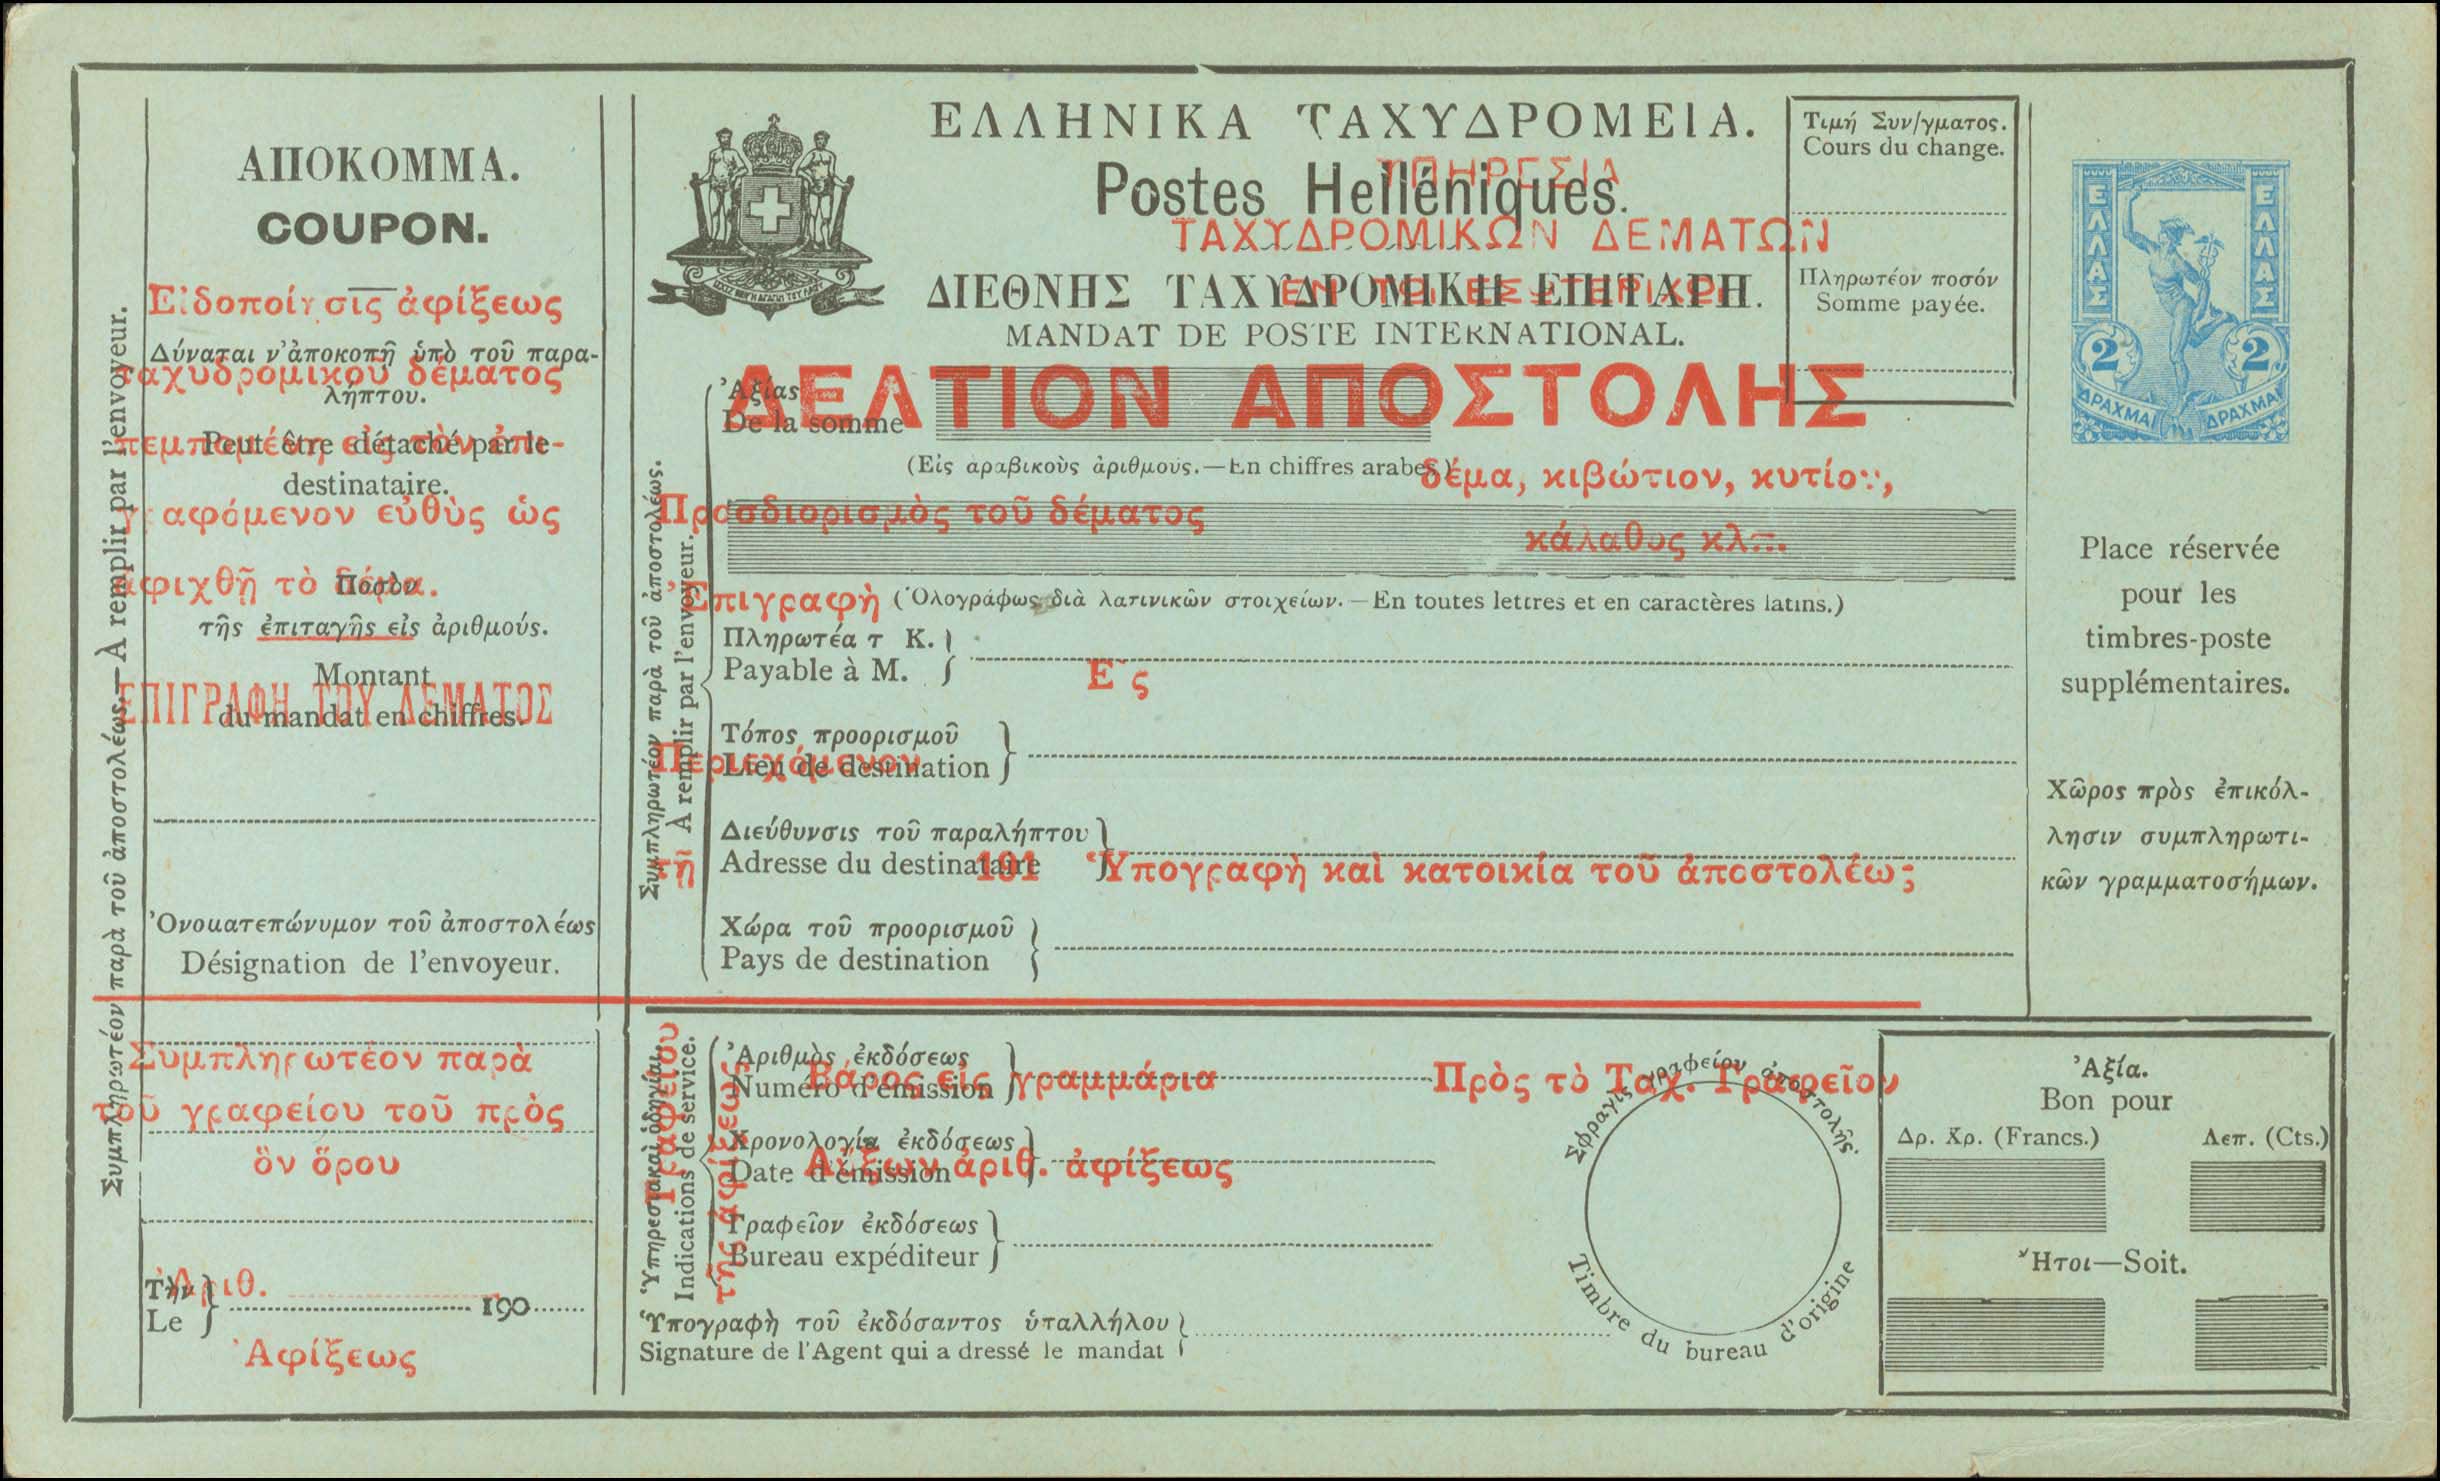 ΑΠΟΚΟΜΜΑ.
COUPON.
Εἰδοποίησις ἀφίξεως
Δύναται ν'ἀποκοπῇ ὑπὸ τοῦ παρα-
ταχυδρομικοῦ δέματος
λήπτου.
πεμπομένη εἰς τὸν ἐπι-
Peut être détaché par le
destinataire.
γραφόμενον εὐθὺς ὡς
ἀφιχθῇ τὸ δέμα.
Ποσὸν
τῆς ἐπιταγῆς εἰς ἀριθμούς.
Montant
ΕΠΙΓΡΑΦΗ ΤΟΥ ΔΕΜΑΤΟΣ
du mandat en chiffres.
Ὀνοματεπώνυμον τοῦ ἀποστολέως
Désignation de l'envoyeur.
Συμπληρωτέον παρὰ
τοῦ γραφείου τοῦ πρὸς
ὃν ὅρου
Ἀριθ.
Τὴν
Le 190
Ἀφίξεως
Συμπληρωτέον παρὰ τοῦ ἀποστολέως.—À remplir par l'envoyeur.
ΕΛΛΗΝΙΚΑ ΤΑΧΥΔΡΟΜΕΙΑ.
ΥΠΗΡΕΣΙΑ
Postes Helléniques.
ΤΑΧΥΔΡΟΜΙΚΩΝ ΔΕΜΑΤΩΝ
ΔΙΕΘΝΗΣ ΤΑΧΥΔΡΟΜΙΚΗ ΕΠΙΤΑΓΗ.
MANDAT DE POSTE INTERNATIONAL.
ΔΕΛΤΙΟΝ ΑΠΟΣΤΟΛΗΣ
Ἀξίας
De la somme
(Εἰς ἀραβικοὺς ἀριθμούς.—En chiffres arabes.)
δέμα, κιβώτιον, κυτίον,
Προσδιορισμὸς τοῦ δέματος
κάλαθος κλπ.
Ἐπιγραφὴ
(Ὁλογράφως διὰ λατινικῶν στοιχείων.—En toutes lettres et en caractères latins.)
Πληρωτέα τ Κ.
Payable à M.
Ε ς
Τόπος προορισμοῦ
Περιεχόμενον
Lieu de destination
Διεύθυνσις τοῦ παραλήπτου
Adresse du destinataire
τῇ 191 Ὑπογραφὴ καὶ κατοικία τοῦ ἀποστολέως
Χώρα τοῦ προορισμοῦ
Pays de destination
Συμπληρωτέον παρὰ τοῦ ἀποστολέως.
À remplir par l'envoyeur.
Ἀριθμὸς ἐκδόσεως
Βάρος εἰς γραμμάρια
Πρὸς τὸ Ταχ. Γραφεῖον
Numéro d'émission
Χρονολογία ἐκδόσεως
Αὔξων ἀριθ. ἀφίξεως
Date d'émission
Γραφεῖον ἐκδόσεως
Bureau expéditeur
Ὑπογραφὴ τοῦ ἐκδόσαντος ὑπαλλήλου
Signature de l'Agent qui a dressé le mandat
Ὑπηρεσιακαὶ ὁδηγίαι.
Indications de service.
Γραφείου
τῆς ἀφίξεως
Σφραγὶς γραφείου ἀποστολῆς.
Timbre du bureau d'origine
Τιμή Συν/γματος.
Cours du change.
Πληρωτέον ποσόν
Somme payée.
ΕΛΛΑΣ
ΕΛΛΑΣ
2
2
ΔΡΑΧΜΑΙ
ΔΡΑΧΜΑΙ
Place réservée
pour les
timbres-poste
supplémentaires.
Χῶρος πρὸς ἐπικόλ-
λησιν συμπληρωτι-
κῶν γραμματοσήμων.
Ἀξία.
Bon pour
Δρ. Χρ. (Francs.) Λεπ. (Cts.)
Ἤτοι—Soit.